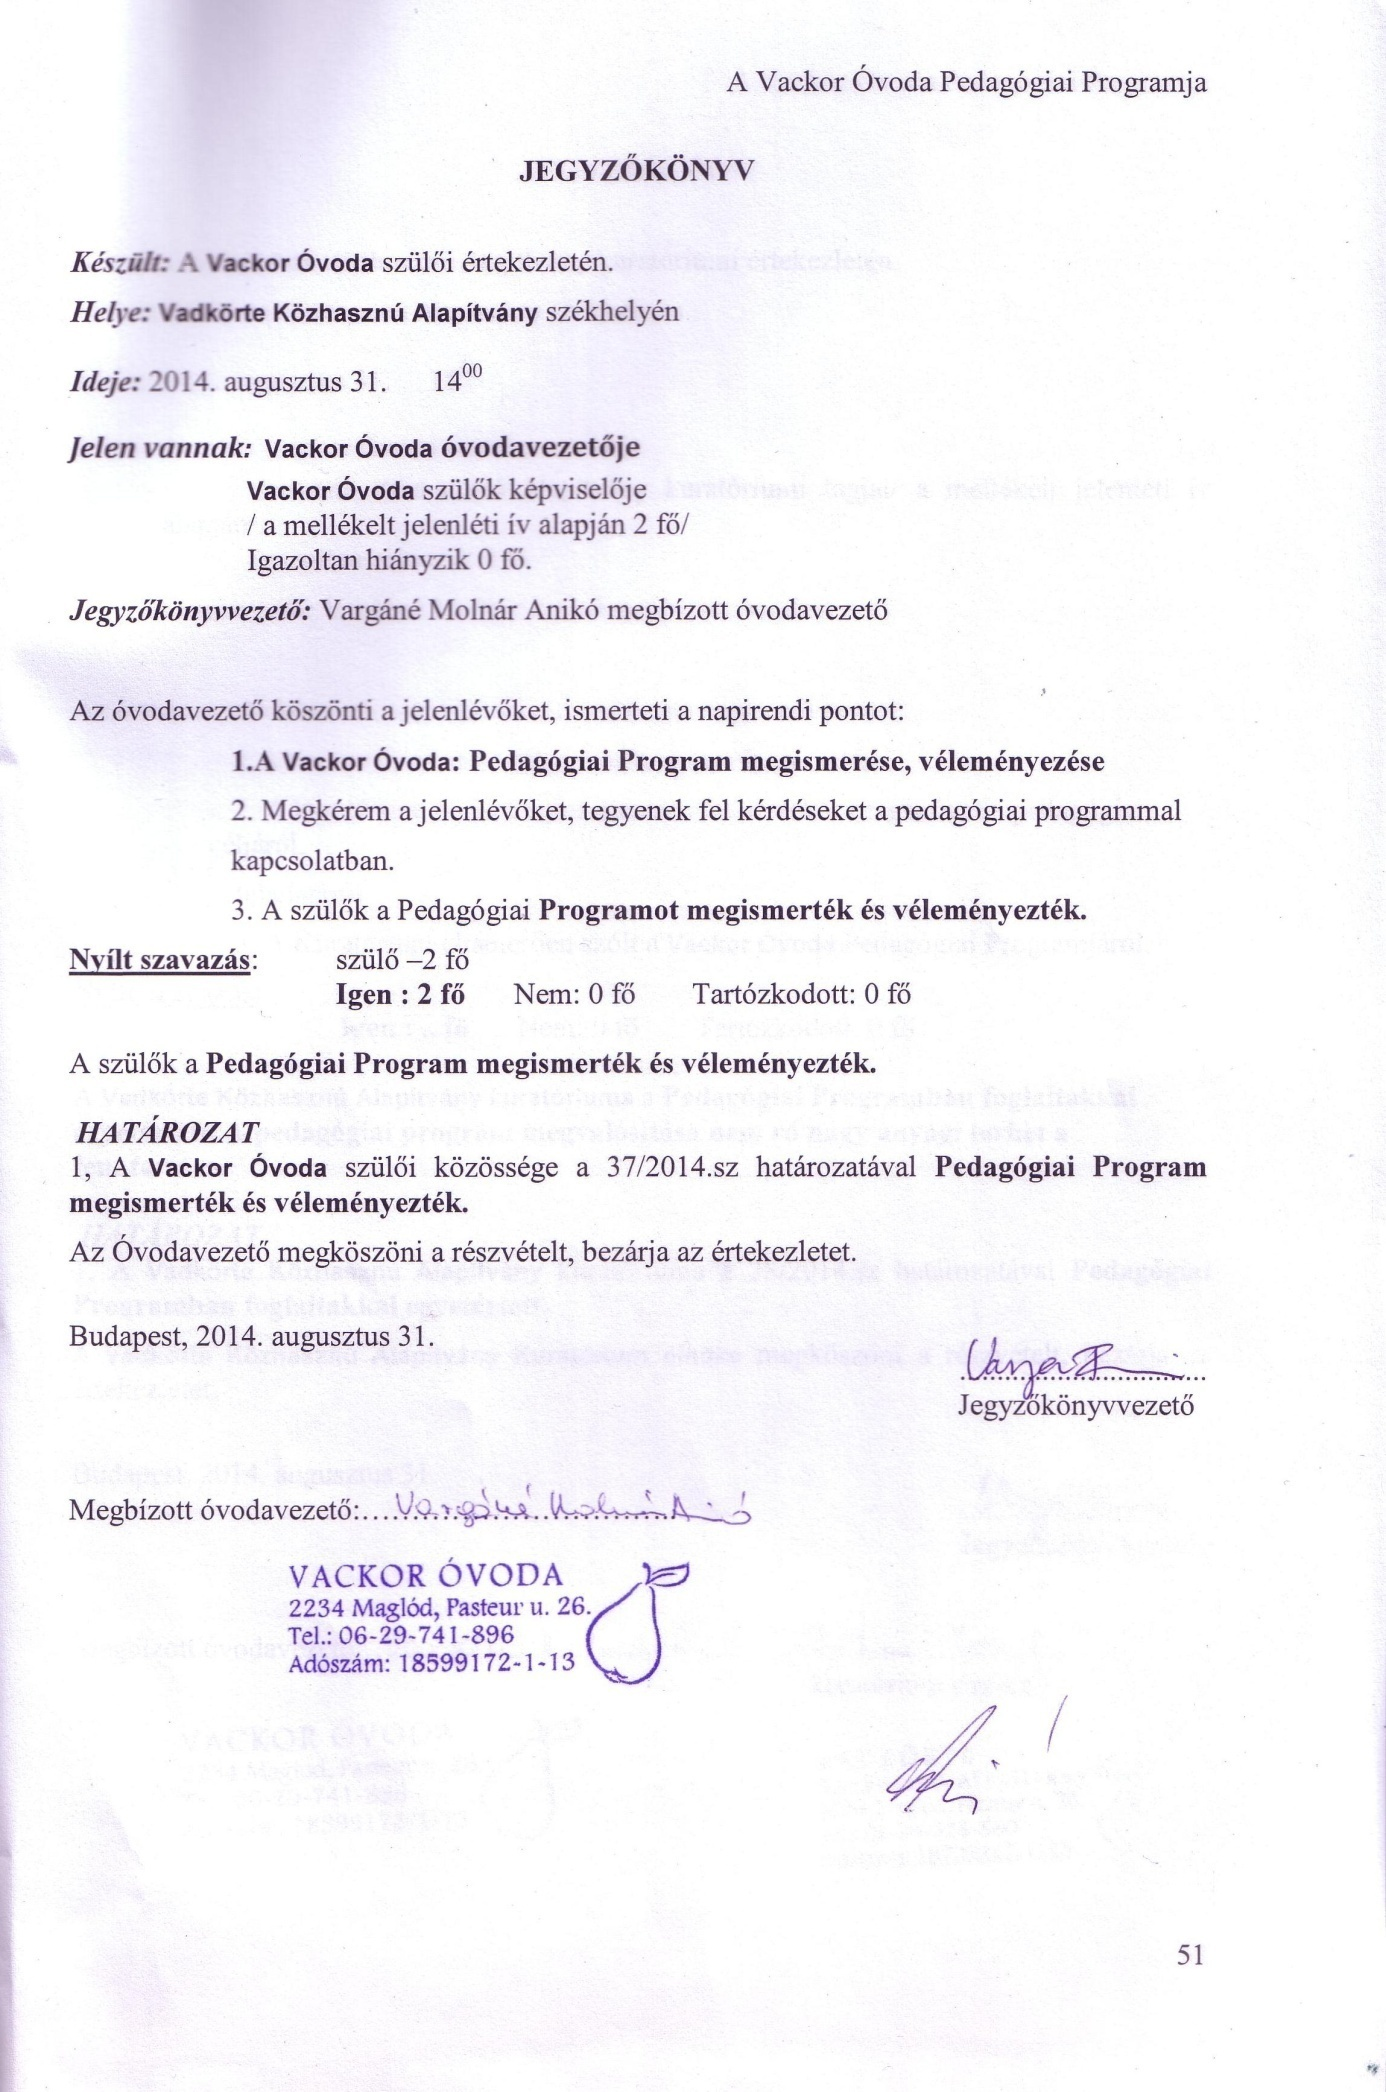 A Vackor Óvoda Pedagógiai Programja
JEGYZŐKÖNYV
Készült: A Vackor Óvoda szülői értekezletén.
Helye: Vadkörte Közhasznú Alapítvány székhelyén
Ideje: 2014. augusztus 31. 14⁰⁰
Jelen vannak: Vackor Óvoda óvodavezetője
Vackor Óvoda szülők képviselője
/ a mellékelt jelenléti ív alapján 2 fő/
Igazoltan hiányzik 0 fő.
Jegyzőkönyvvezető: Vargáné Molnár Anikó megbízott óvodavezető
Az óvodavezető köszönti a jelenlévőket, ismerteti a napirendi pontot:
1.A Vackor Óvoda: Pedagógiai Program megismerése, véleményezése
2. Megkérem a jelenlévőket, tegyenek fel kérdéseket a pedagógiai programmal
kapcsolatban.
3. A szülők a Pedagógiai Programot megismerték és véleményezték.
Nyílt szavazás: szülő –2 fő
Igen : 2 fő Nem: 0 fő Tartózkodott: 0 fő
A szülők a Pedagógiai Program megismerték és véleményezték.
HATÁROZAT
1, A Vackor Óvoda szülői közössége a 37/2014.sz határozatával Pedagógiai Program
megismerték és véleményezték.
Az Óvodavezető megköszöni a részvételt, bezárja az értekezletet.
Budapest, 2014. augusztus 31.
Jegyzőkönyvvezető
Megbízott óvodavezető:.... Vargáné Molnár Anikó
VACKOR ÓVODA
2234 Maglód, Pasteur u. 26.
Tel.: 06-29-741-896
Adószám: 18599172-1-13
51